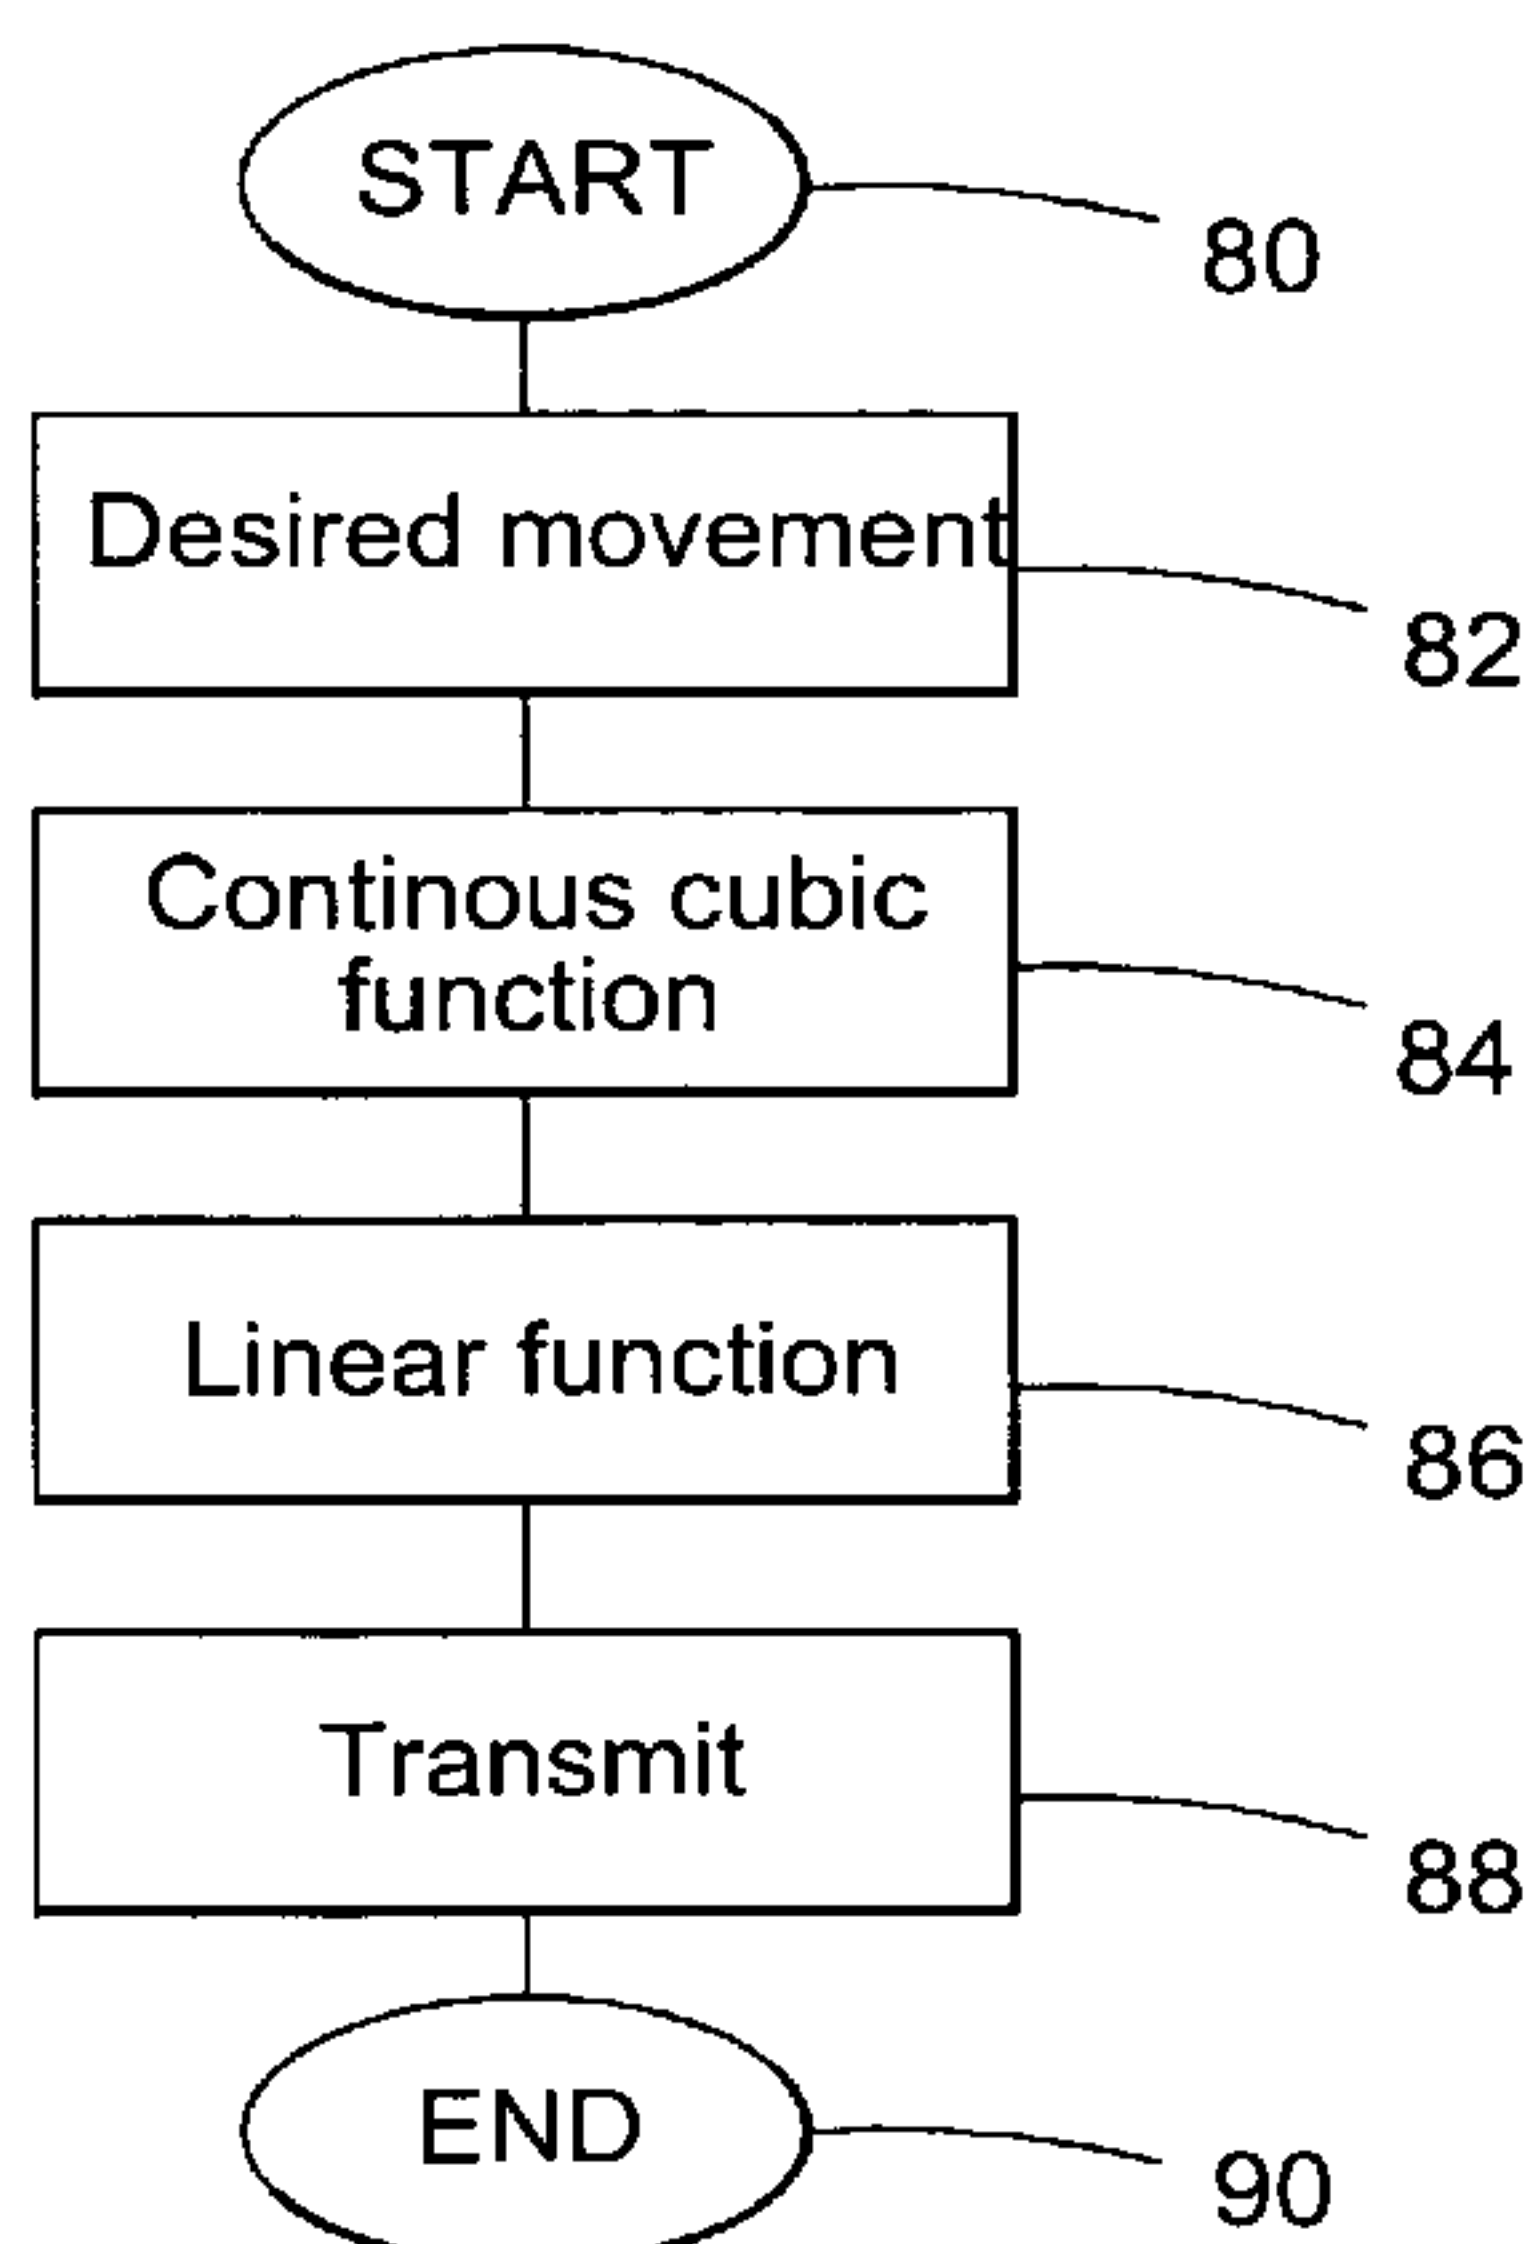 START
80
Desired movement
82
Continous cubic
function
84
Linear function
86
Transmit
88
END
90